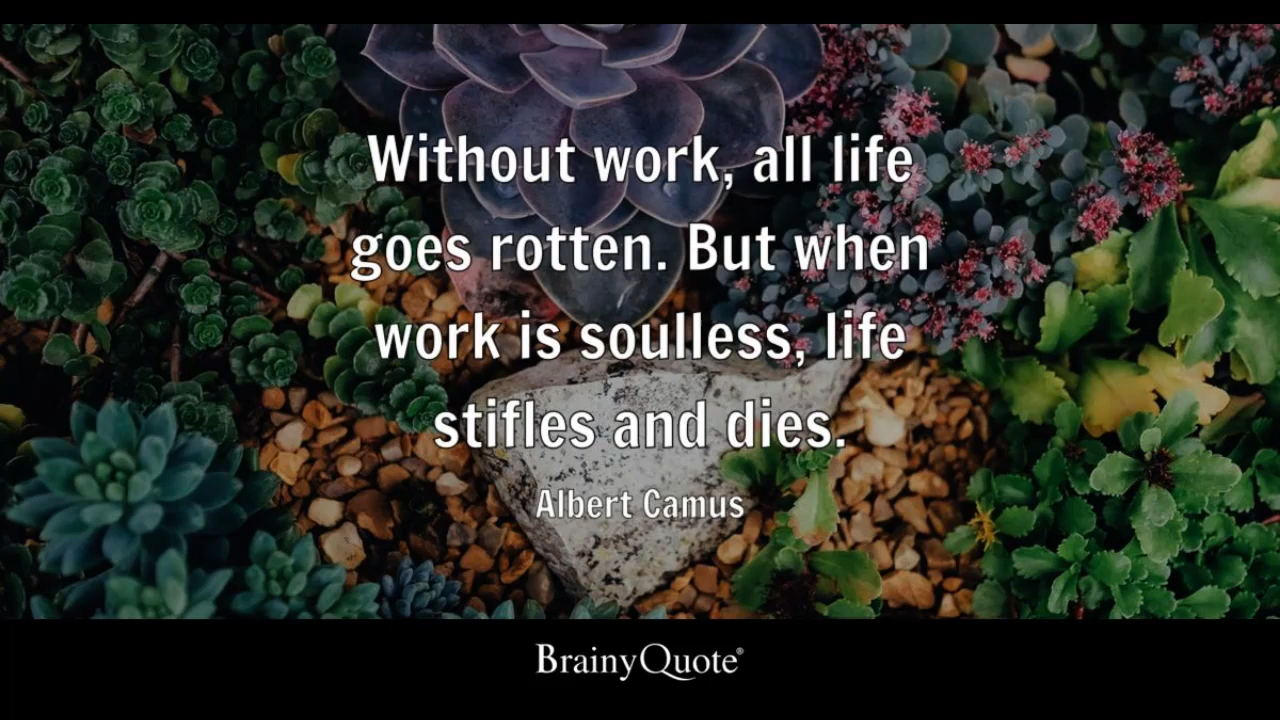 Without work, all life
goes rotten. But when
work is soulless, life
stifles and dies.
Albert Camus
BrainyQuote®